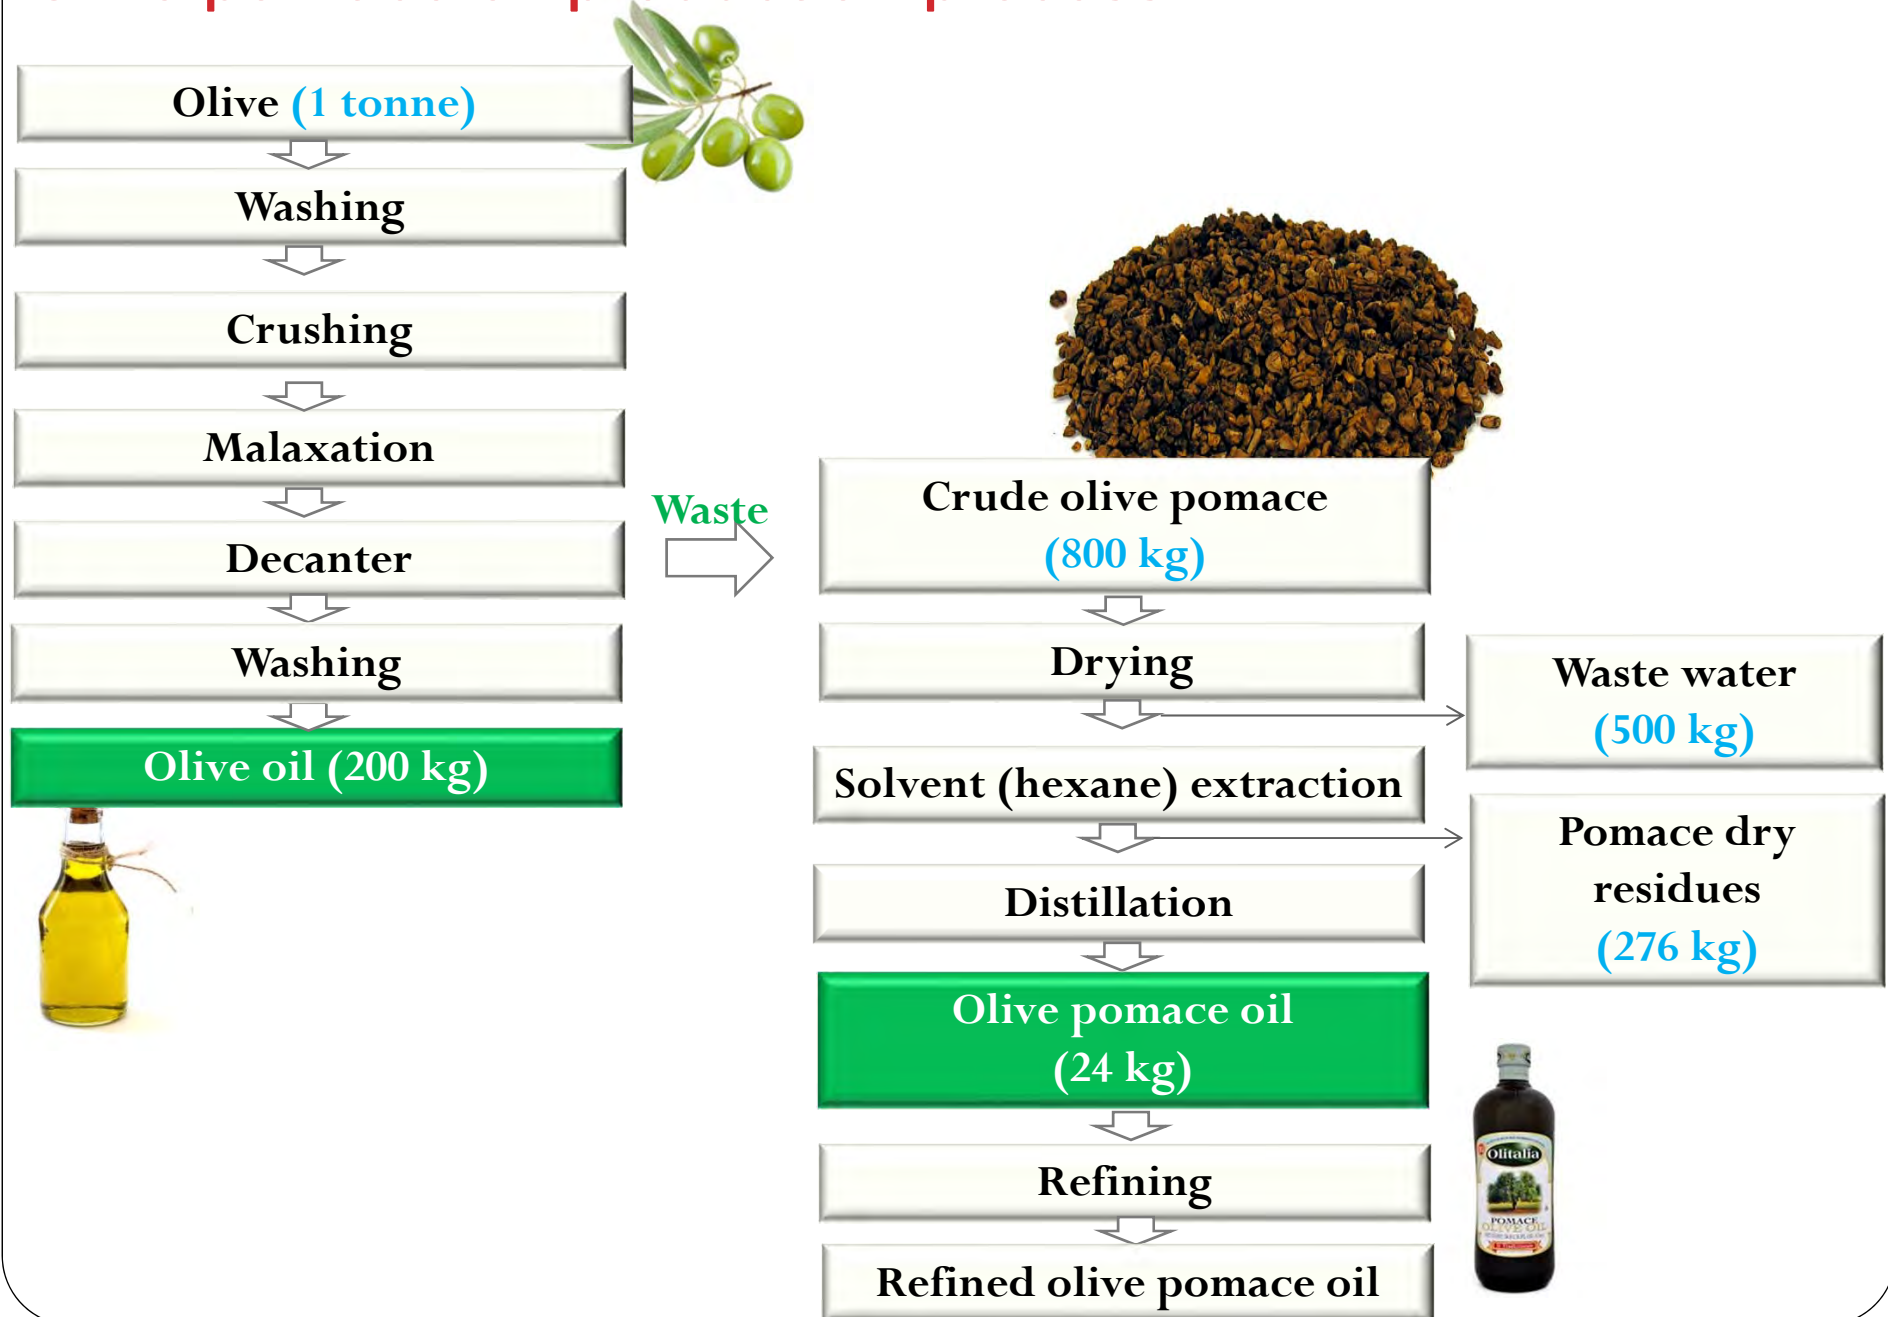 Olive (1 tonne)
Washing
Crushing
Malaxation
Decanter
Washing
Olive oil (200 kg)
Waste
Crude olive pomace
(800 kg)
Drying
Solvent (hexane) extraction
Distillation
Olive pomace oil
(24 kg)
Refining
Refined olive pomace oil
Waste water
(500 kg)
Pomace dry
residues
(276 kg)
Olitalia
POMACE
OLIVE OIL